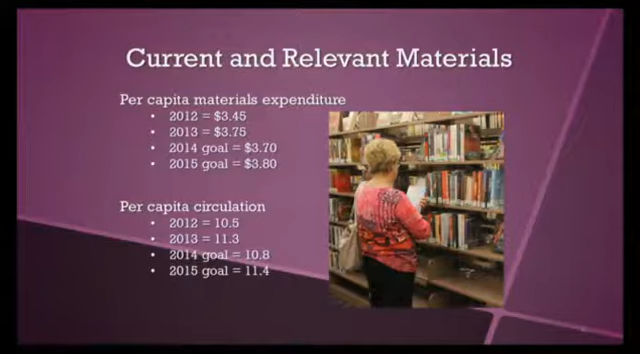 Current and Relevant Materials
Per capita materials expenditure
• 2012 = $3.45
• 2013 = $3.75
• 2014 goal = $3.70
• 2015 goal = $3.80
Per capita circulation
• 2012 = 10.5
• 2013 = 11.3
• 2014 goal = 10.8
• 2015 goal = 11.4